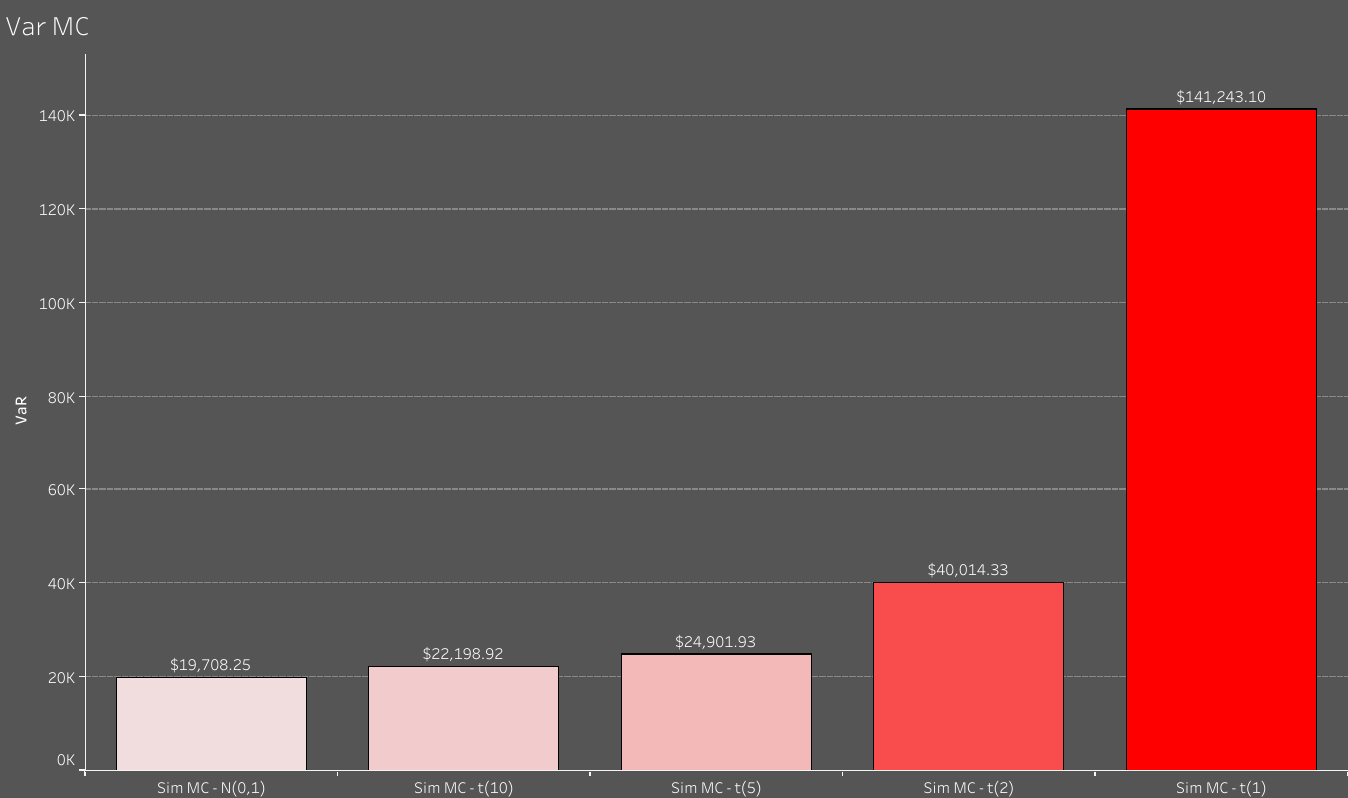 Var MC
VaR
140K
120K
100K
80K
60K
40K
20K
0K
$19,708.25
$22,198.92
$24,901.93
$40,014.33
$141,243.10
Sim MC - N(0,1)
Sim MC - t(10)
Sim MC - t(5)
Sim MC - t(2)
Sim MC - t(1)